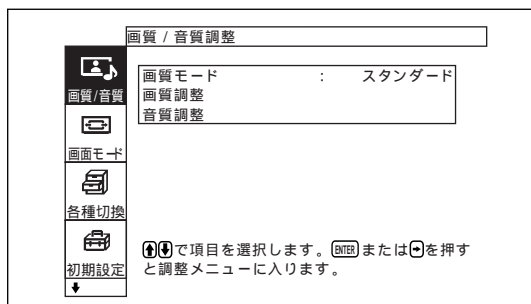 画質 / 音質調整
画質/音質
画面モード
各種切換
初期設定
画質モード : スタンダード
画質調整
音質調整
で項目を選択します。ENTERまたは を押す
と調整メニューに入ります。